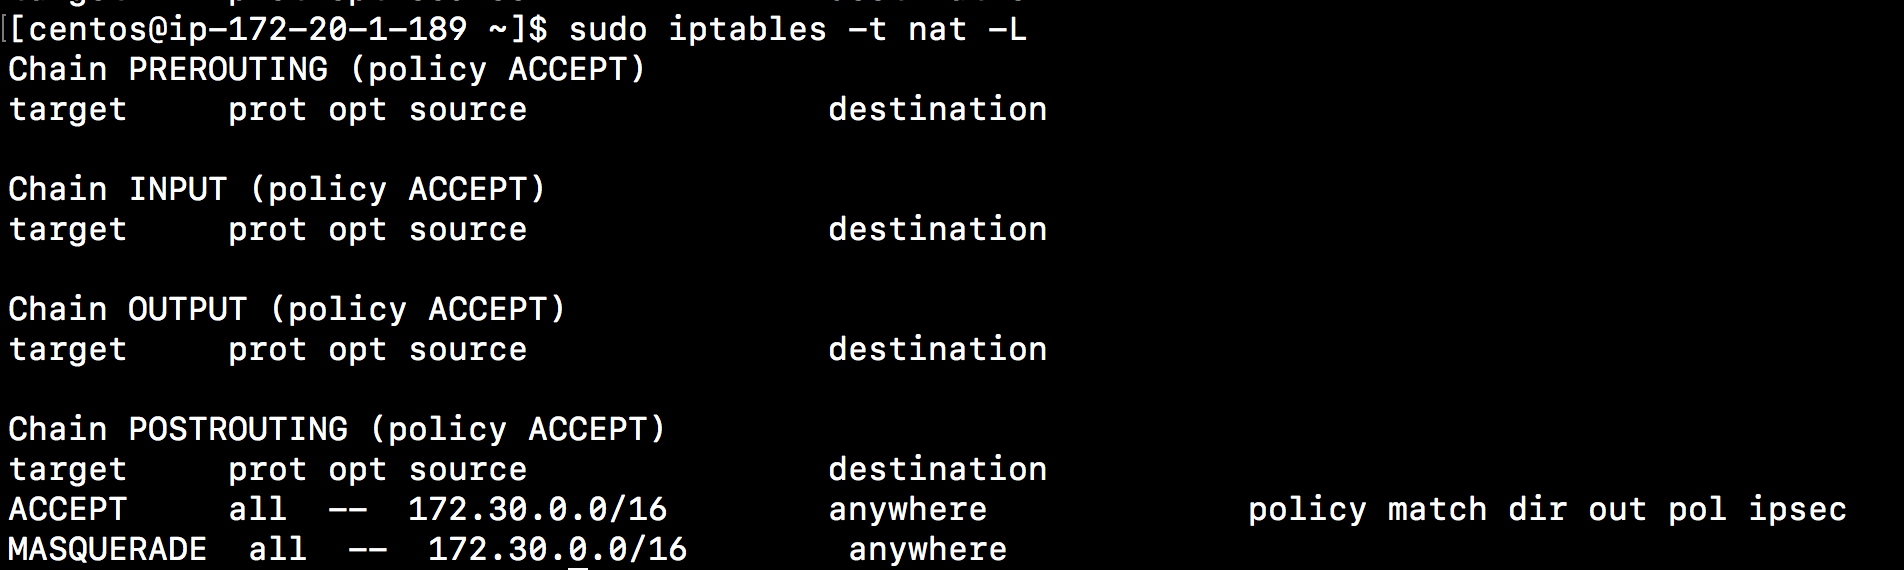 [[centos@ip-172-20-1-189 ~]$ sudo iptables -t nat -L
Chain PREROUTING (policy ACCEPT)
target     prot opt source               destination
Chain INPUT (policy ACCEPT)
target     prot opt source               destination
Chain OUTPUT (policy ACCEPT)
target     prot opt source               destination
Chain POSTROUTING (policy ACCEPT)
target     prot opt source               destination
ACCEPT     all  --  172.30.0.0/16        anywhere             policy match dir out pol ipsec
MASQUERADE  all  --  172.30.0.0/16        anywhere